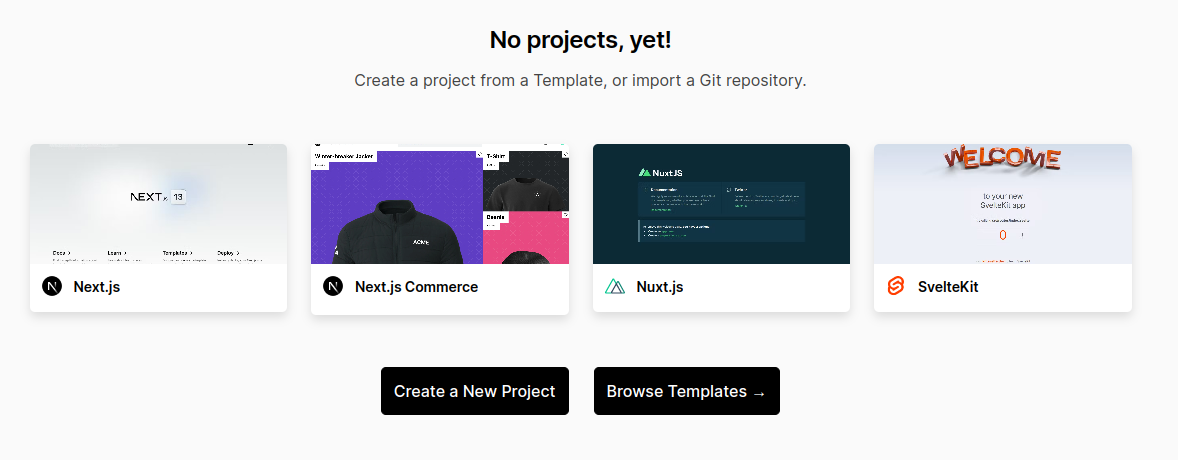 No projects, yet!
Create a project from a Template, or import a Git repository.
NEXT.JS 13
Docs >
Learn >
Templates >
Deploy >
Next.js
Winter-breaker Jacket
T-Shirt
ACME
Beanie
Next.js Commerce
NuxtJS
Documentation
Nuxt.js
WELCOME
to your new
SvelteKit app
0
SvelteKit
Create a New Project
Browse Templates →